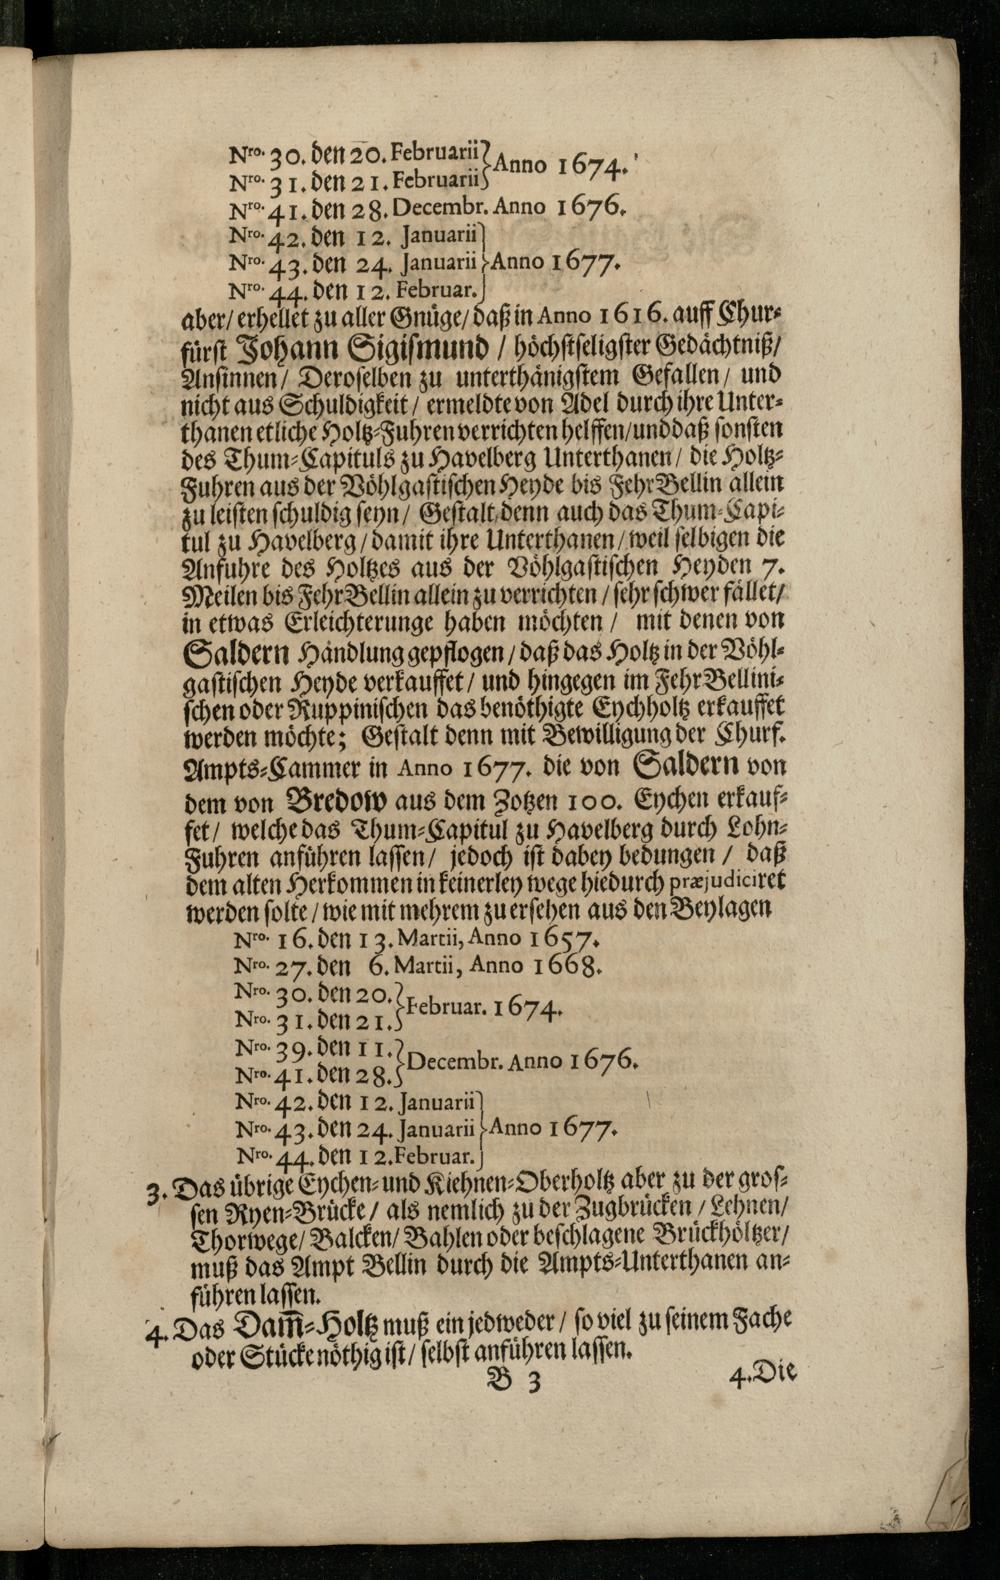 Nro. 30. den 20. Februarii } Anno 1674.
Nro. 31. den 21. Februarii
Nro. 41. den 28. Decembr. Anno 1676.
Nro. 42. den 12. Januarii
Nro. 43. den 24. Januarii } Anno 1677.
Nro. 44. den 12. Februar.
aber/ erhellet zu aller Gnüge/ daß in Anno 1616. auff Chur-
fürst Johann Sigismund / höchstseligster Gedächtniß/
Ansinnen/ Deroselben zu unterthänigstem Gefallen/ und
nicht aus Schuldigkeit/ ermeldte von Adel durch ihre Unter-
thanen etliche Holtz-Fuhren verrichten helffen/ und daß sonsten
des Thum-Capituls zu Havelberg Unterthanen/ die Holtz-
Fuhren aus der Vöhlgastischen Heyde bis FehrBellin allein
zu leisten schuldig seyn/ Gestalt denn auch das Thum-Capi-
tul zu Havelberg/ damit ihre Unterthanen/ weil selbigen die
Anfuhre des Holtzes aus der Vöhlgastischen Heyden 7.
Meilen bis FehrBellin allein zu verrichten/ sehr schwer fället/
in etwas Erleichterunge haben möchten/ mit denen von
Saldern Händlung gepflogen/ daß das Holtz in der Vöhl-
gastischen Heyde verkauffet/ und hingegen im FehrBellini-
schen oder Ruppinischen das benöthigte Eychholtz erkauffet
werden möchte; Gestalt denn mit Bewilligung der Churf.
Ampts-Cammer in Anno 1677. die von Saldern von
dem von Bredow aus dem Zotzen 100. Eychen erkauf-
fet/ welche das Thum-Capitul zu Havelberg durch Lohn-
Fuhren anführen lassen/ jedoch ist dabey bedungen/ daß
dem alten Herkommen in keinerley wege hiedurch præjudiciret
werden solte/ wie mit mehrem zu ersehen aus den Beylagen
Nro. 16. den 13. Martii, Anno 1657.
Nro. 27. den 6. Martii, Anno 1668.
Nro. 30. den 20. } Februar. 1674.
Nro. 31. den 21.
Nro. 39. den 11. } Decembr. Anno 1676.
Nro. 41. den 28.
Nro. 42. den 12. Januarii
Nro. 43. den 24. Januarii } Anno 1677.
Nro. 44. den 12. Februar.
3. Das übrige Eychen- und Kiehnen-Oberholtz aber zu der gros-
sen Ryen-Brücke/ als nemlich zu der Zugbrücken/ Lehnen/
Thorwege/ Balcken/ Bahlen oder beschlagene Brückhöltzer/
muß das Ampt Bellin durch die Ampts-Unterthanen an-
führen lassen.
4. Das Dam̅-Holtz muß ein jedweder/ so viel zu seinem Fache
oder Stücke nöthig ist/ selbst anführen lassen.
B 3
4. Die